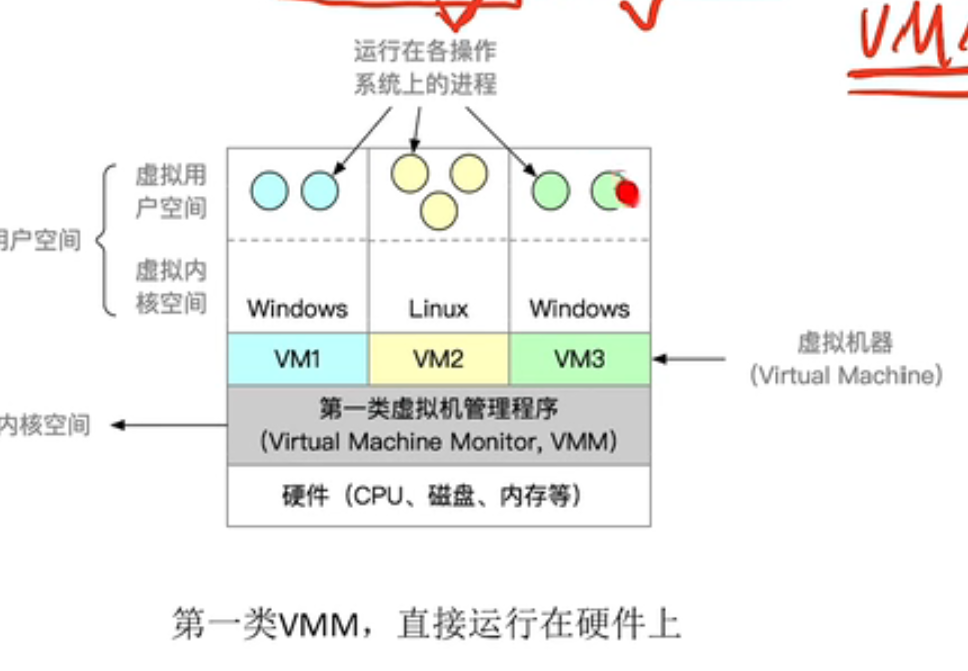 VM
运行在各操作
系统上的进程
虚拟用
户空间
用户空间
虚拟内
核空间
Windows
Linux
Windows
VM1
VM2
VM3
虚拟机器
(Virtual Machine)
第一类虚拟机管理程序
(Virtual Machine Monitor, VMM)
内核空间
硬件（CPU、磁盘、内存等）
第一类VMM，直接运行在硬件上